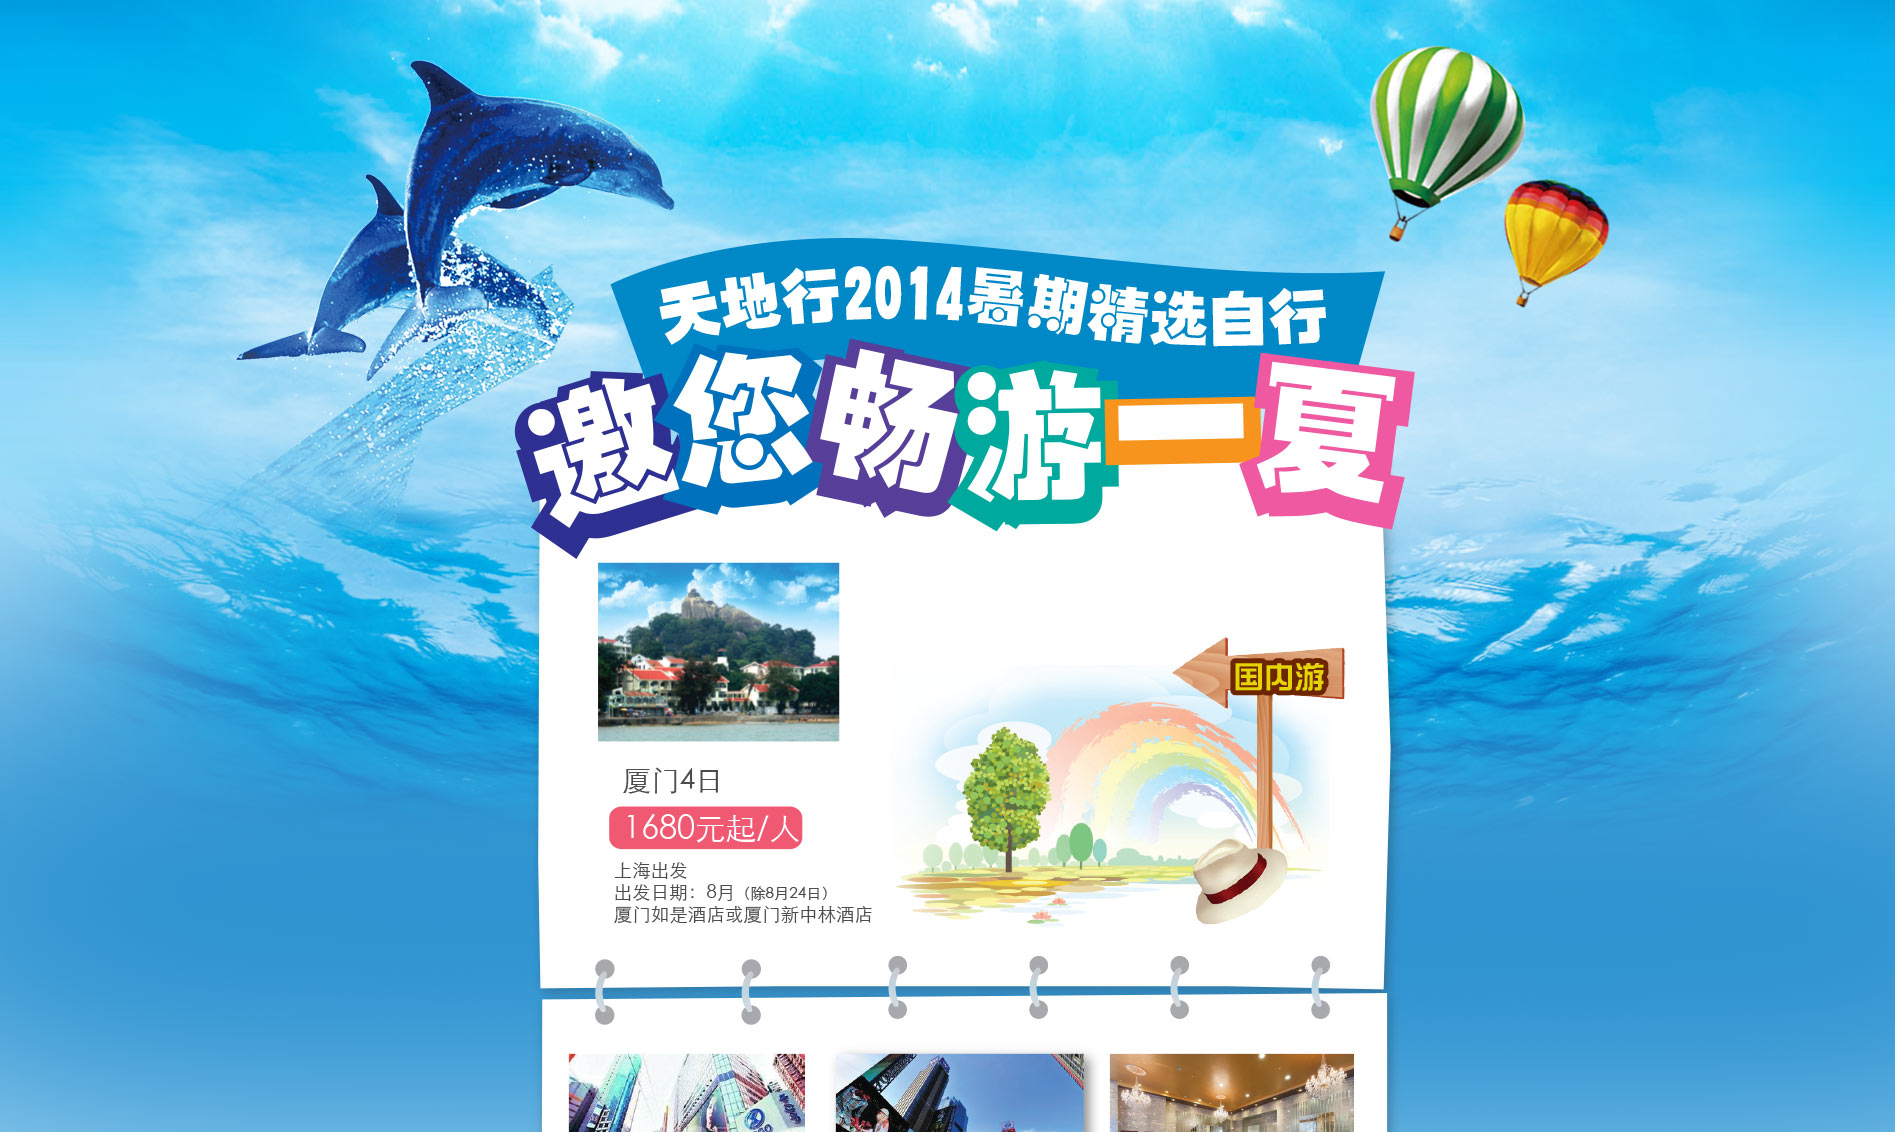 天地行2014暑期精选自行
邀您畅游一夏
国内游
厦门4日
1680元起/人
上海出发
出发日期：8月（除8月24日）
厦门如是酒店或厦门新中林酒店